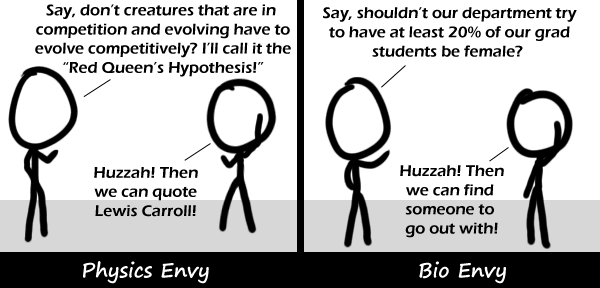 Say, don't creatures that are in
competition and evolving have to
evolve competitively? I'll call it the
"Red Queen's Hypothesis!"
Huzzah! Then
we can quote
Lewis Carroll!
Physics Envy
Say, shouldn't our department try
to have at least 20% of our grad
students be female?
Huzzah! Then
we can find
someone to
go out with!
Bio Envy